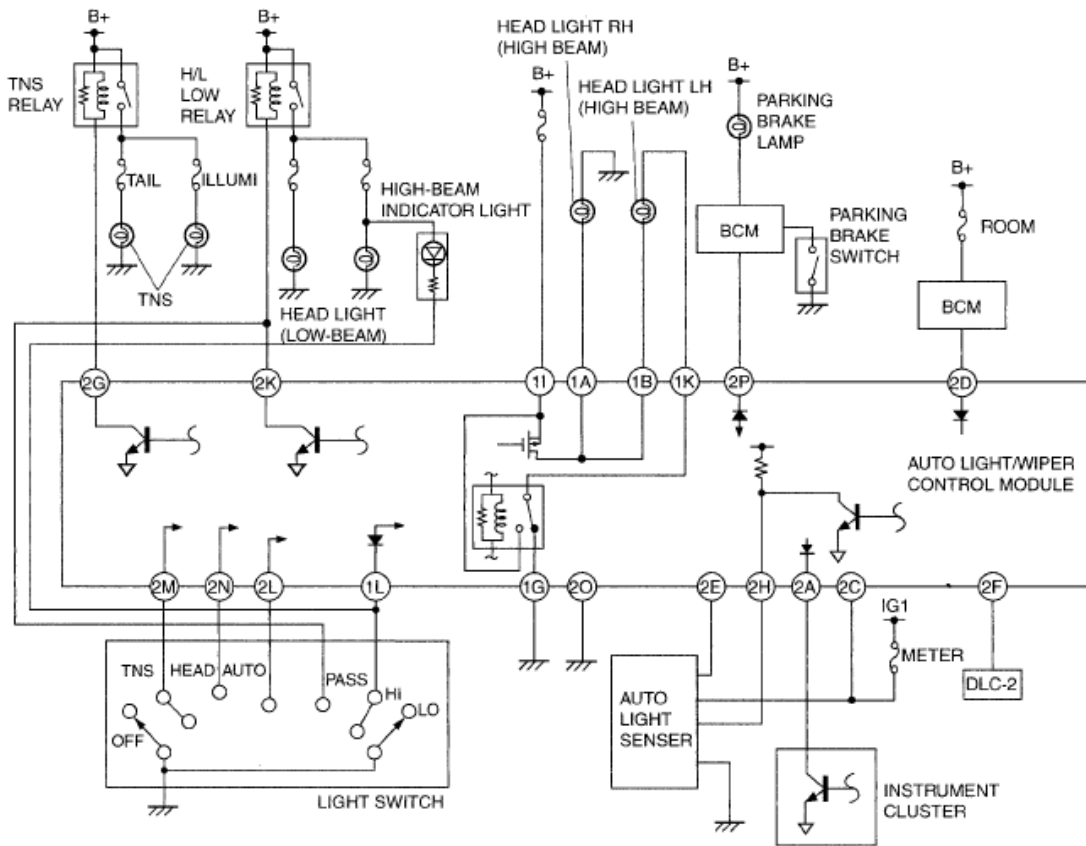 B+
TNS
RELAY
TAIL
ILLUMI
TNS
B+
H/L
LOW
RELAY
HIGH-BEAM
INDICATOR LIGHT
HEAD LIGHT
(LOW-BEAM)
HEAD LIGHT RH
(HIGH BEAM)
B+
HEAD LIGHT LH
(HIGH BEAM)
B+
PARKING
BRAKE
LAMP
BCM
PARKING
BRAKE
SWITCH
B+
ROOM
BCM
2G
2K
1I
1A
1B
1K
2P
2D
AUTO LIGHT/WIPER
CONTROL MODULE
2M
2N
2L
1L
1G
2O
2E
2H
2A
2C
2F
TNS
HEAD
AUTO
PASS
Hi
LO
OFF
LIGHT SWITCH
AUTO
LIGHT
SENSER
IG1
METER
DLC-2
INSTRUMENT
CLUSTER